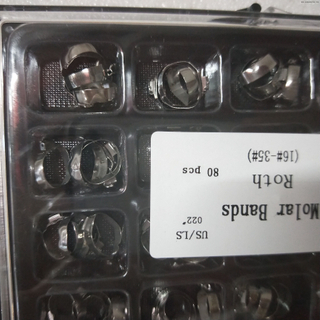 US/LS
022"
Molar Bands
Roth
80 pcs
(16#-35#)